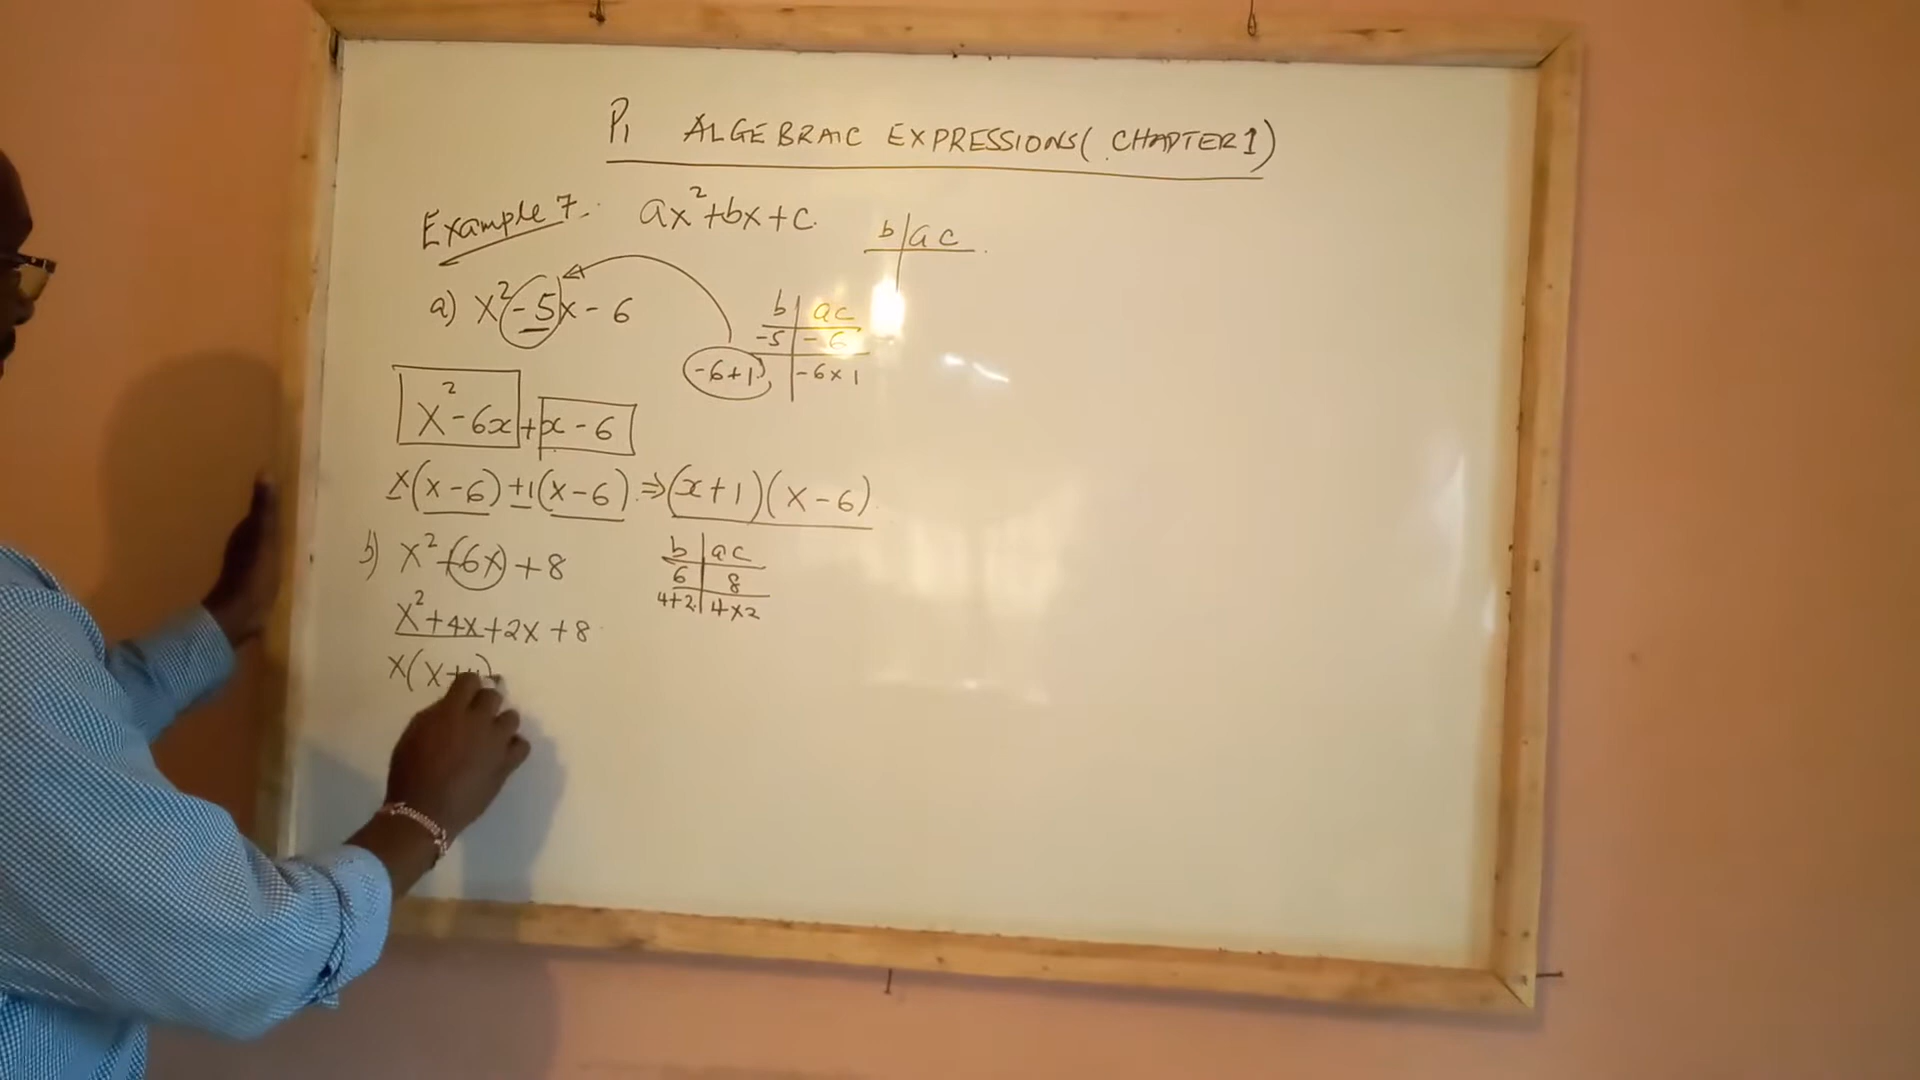 P1 ALGEBRAIC EXPRESSIONS( CHAPTER 1)
Example 7. ax²+bx+c.
b | ac
a) x²-5x-6
b | ac
-5 | -6
-6+1 | -6×1
x²-6x+x-6
x(x-6)+1(x-6) ⇒ (x+1)(x-6)
b) x²+(6x)+8
b | ac
6 | 8
4+2 | 4×2
x²+4x+2x+8
x(x+4)